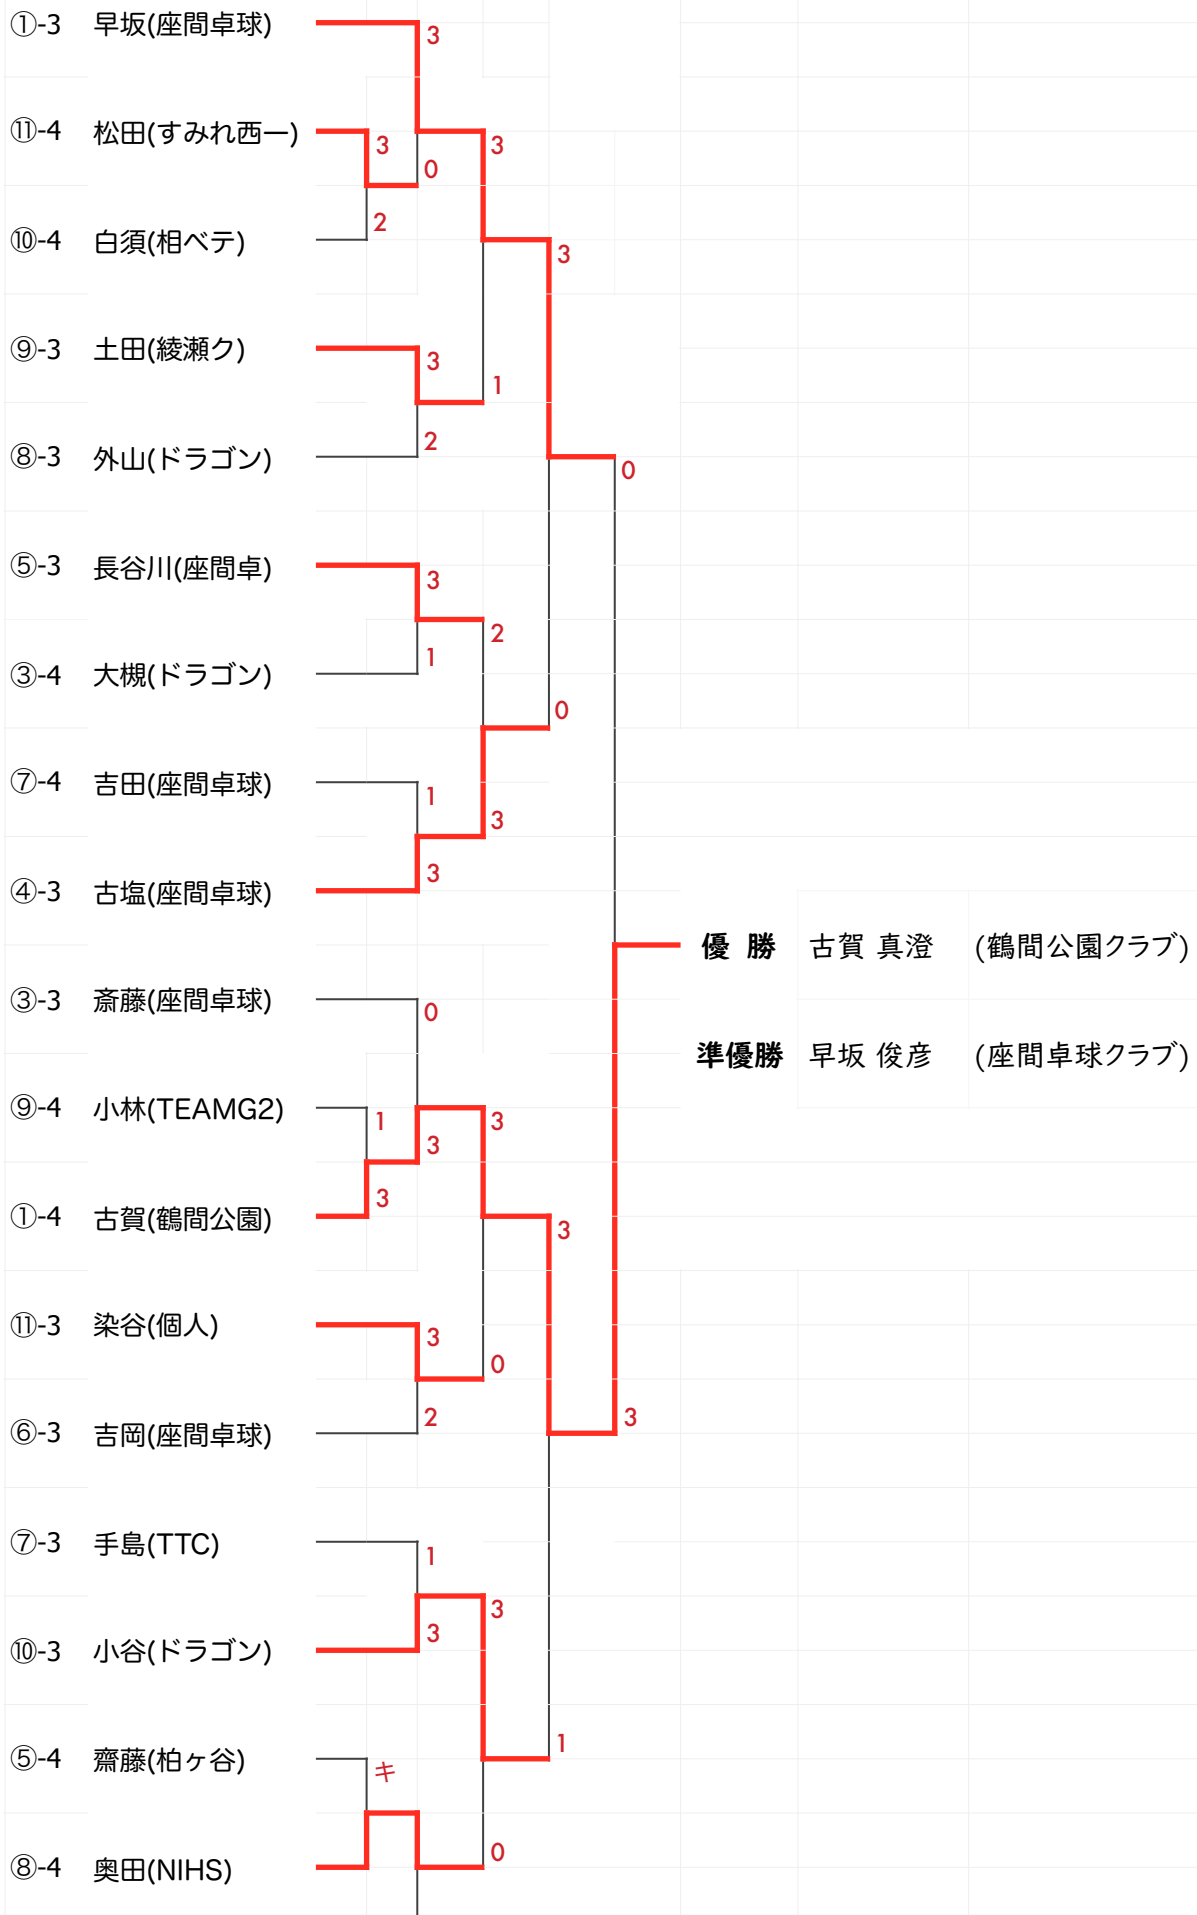 ①-3 早坂(座間卓球)
3
⑪-4 松田(すみれ西一)
3
3
0
2
⑩-4 白須(相ベテ)
3
⑨-3 土田(綾瀬ク)
3
1
2
⑧-3 外山(ドラゴン)
0
⑤-3 長谷川(座間卓)
3
2
1
③-4 大槻(ドラゴン)
0
⑦-4 吉田(座間卓球)
1
3
3
④-3 古塩(座間卓球)
優 勝 古賀 真澄 (鶴間公園クラブ)
③-3 斎藤(座間卓球)
0
準優勝 早坂 俊彦 (座間卓球クラブ)
⑨-4 小林(TEAMG2)
1
3
3
3
①-4 古賀(鶴間公園)
3
⑪-3 染谷(個人)
3
0
2
3
⑥-3 吉岡(座間卓球)
⑦-3 手島(TTC)
1
3
3
⑩-3 小谷(ドラゴン)
1
⑤-4 齋藤(柏ヶ谷)
キ
0
⑧-4 奥田(NIHS)